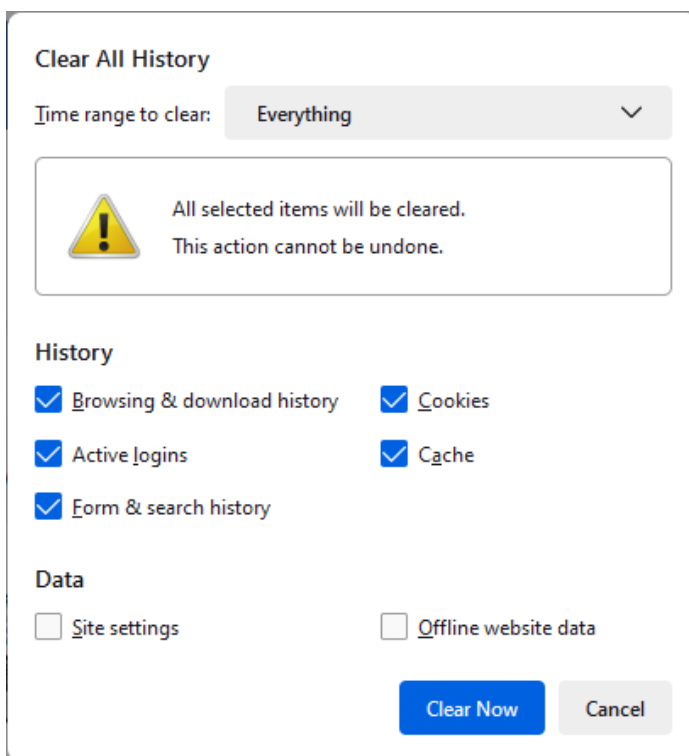 Clear All History
Time range to clear: Everything
All selected items will be cleared.
This action cannot be undone.
History
Browsing & download history Cookies
Active logins Cache
Form & search history
Data
Site settings Offline website data
Clear Now Cancel